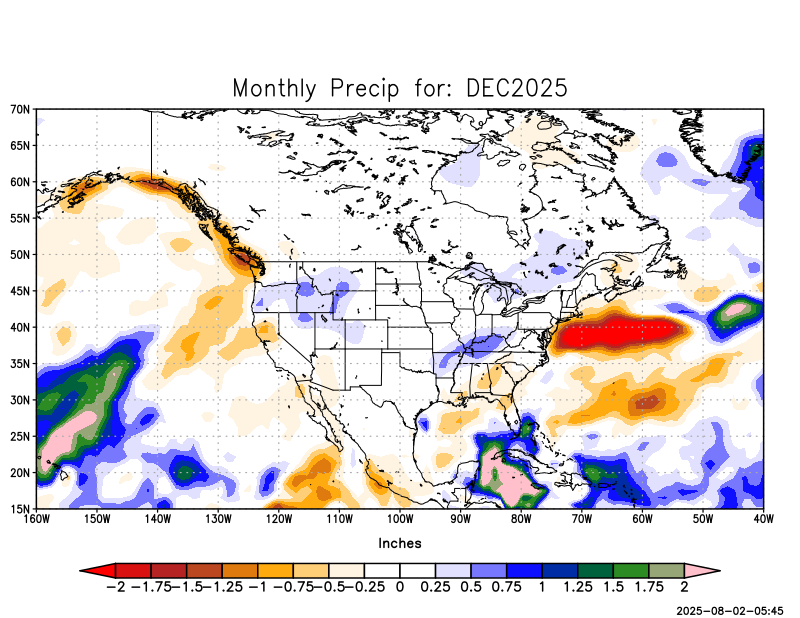 Monthly Precip for: DEC2025
70N
65N
60N
55N
50N
45N
40N
35N
30N
25N
20N
15N
160W 150W 140W 130W 120W 110W 100W 90W 80W 70W 60W 50W 40W
Inches
-2 -1.75 -1.5 -1.25 -1 -0.75 -0.5 -0.25 0 0.25 0.5 0.75 1 1.25 1.5 1.75 2
2025-08-02-05:45